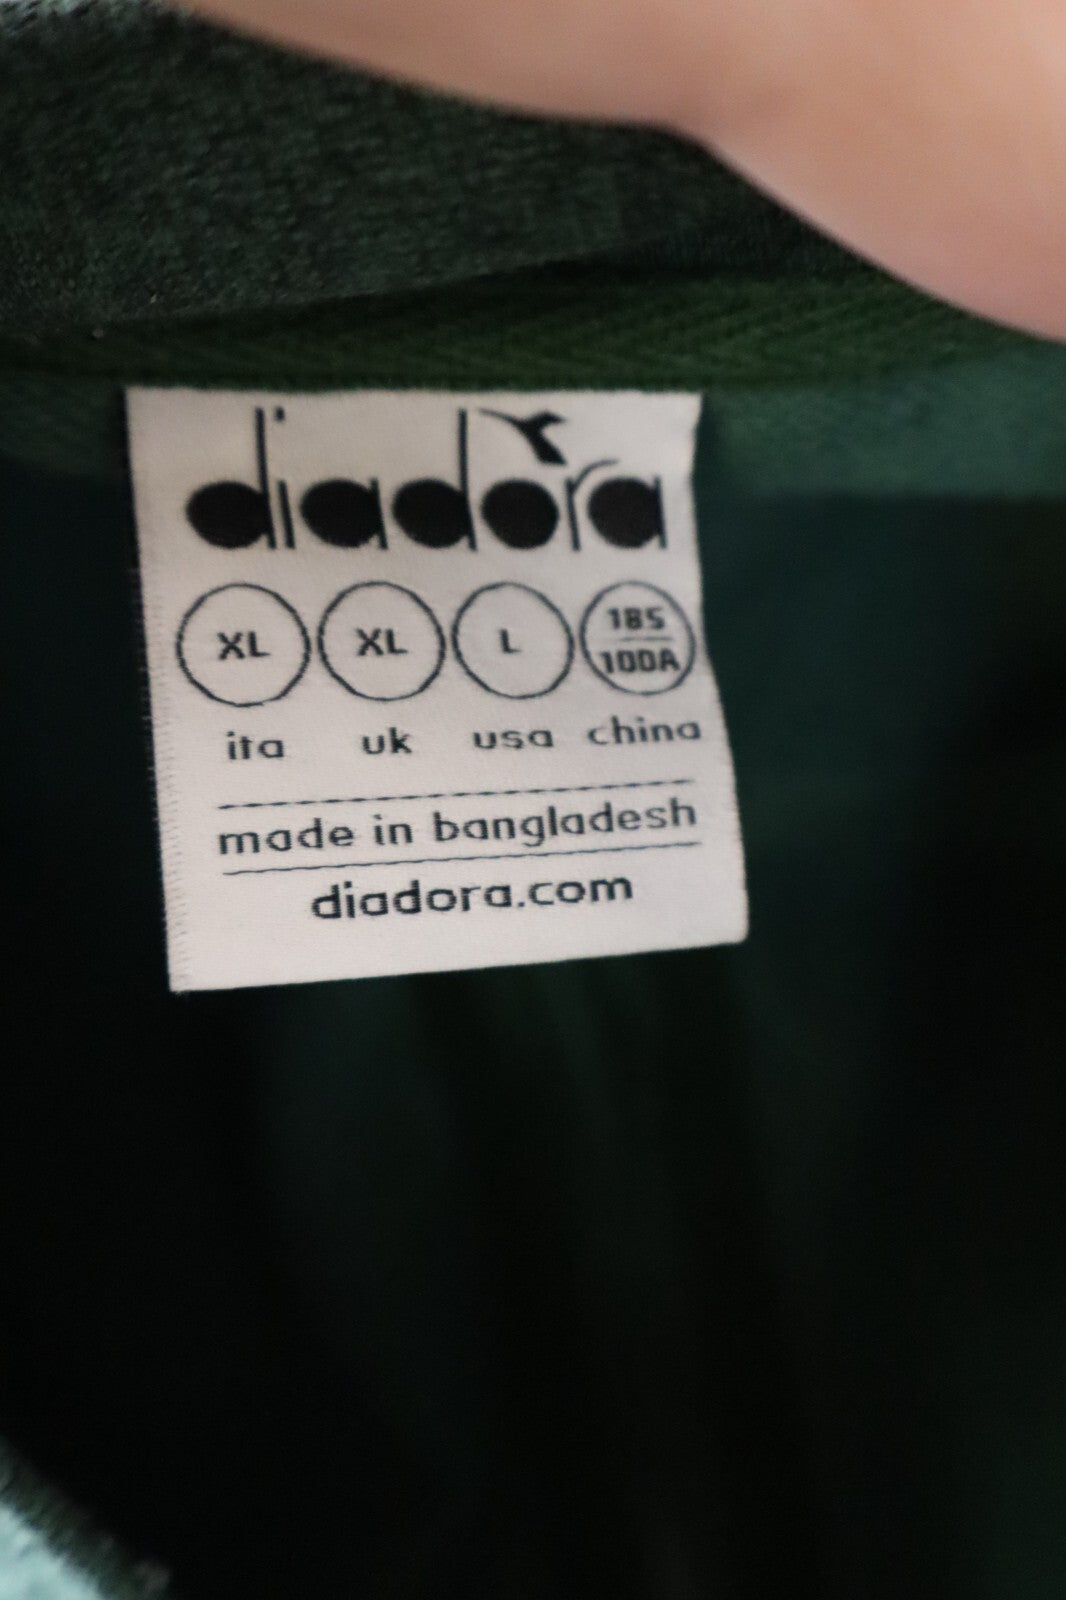 diadora
XL XL L 185
100A
ita uk usa china
made in bangladesh
diadora.com